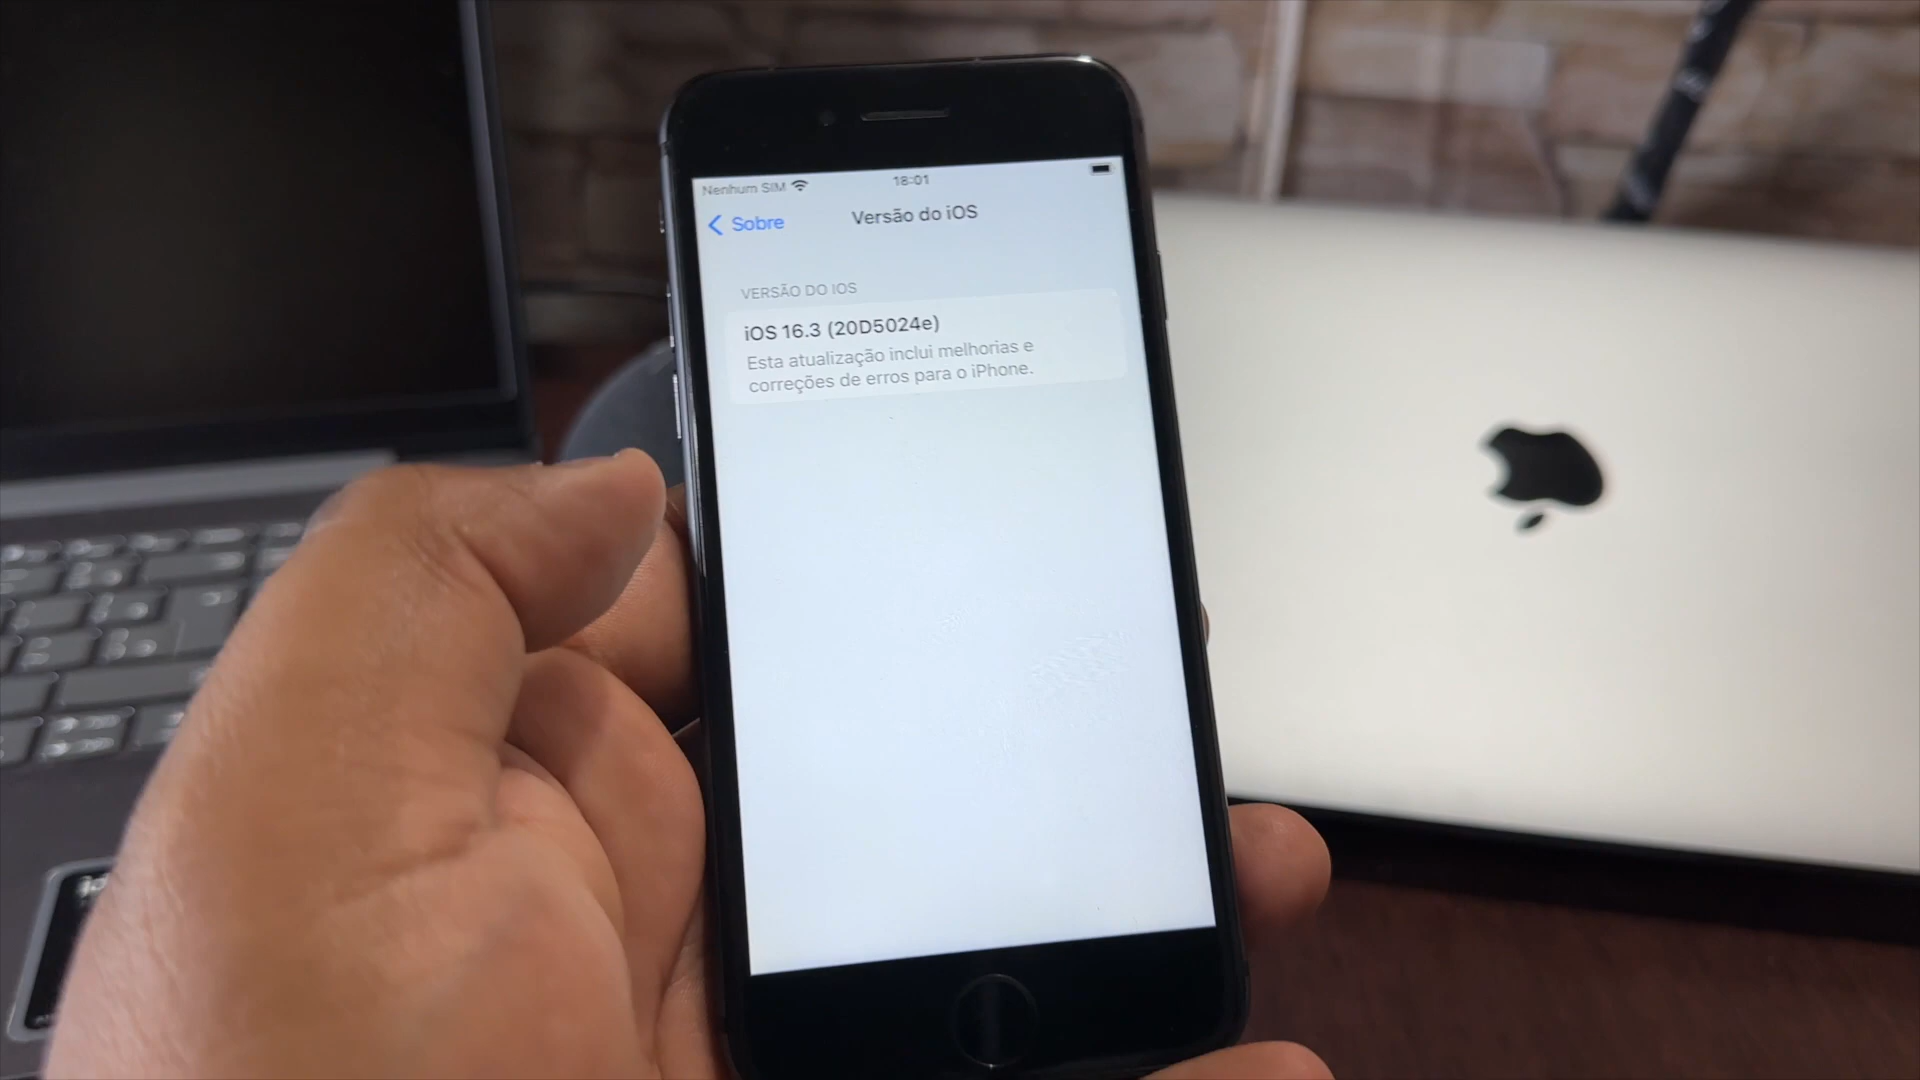 Nenhum SIM 18:01
Sobre Versão do iOS
VERSÃO DO IOS
iOS 16.3 (20D5024e)
Esta atualização inclui melhorias e
correções de erros para o iPhone.